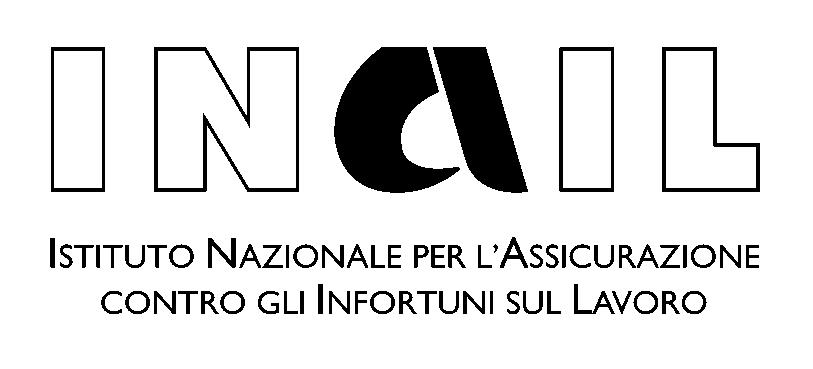 INAIL
ISTITUTO NAZIONALE PER L'ASSICURAZIONE
CONTRO GLI INFORTUNI SUL LAVORO